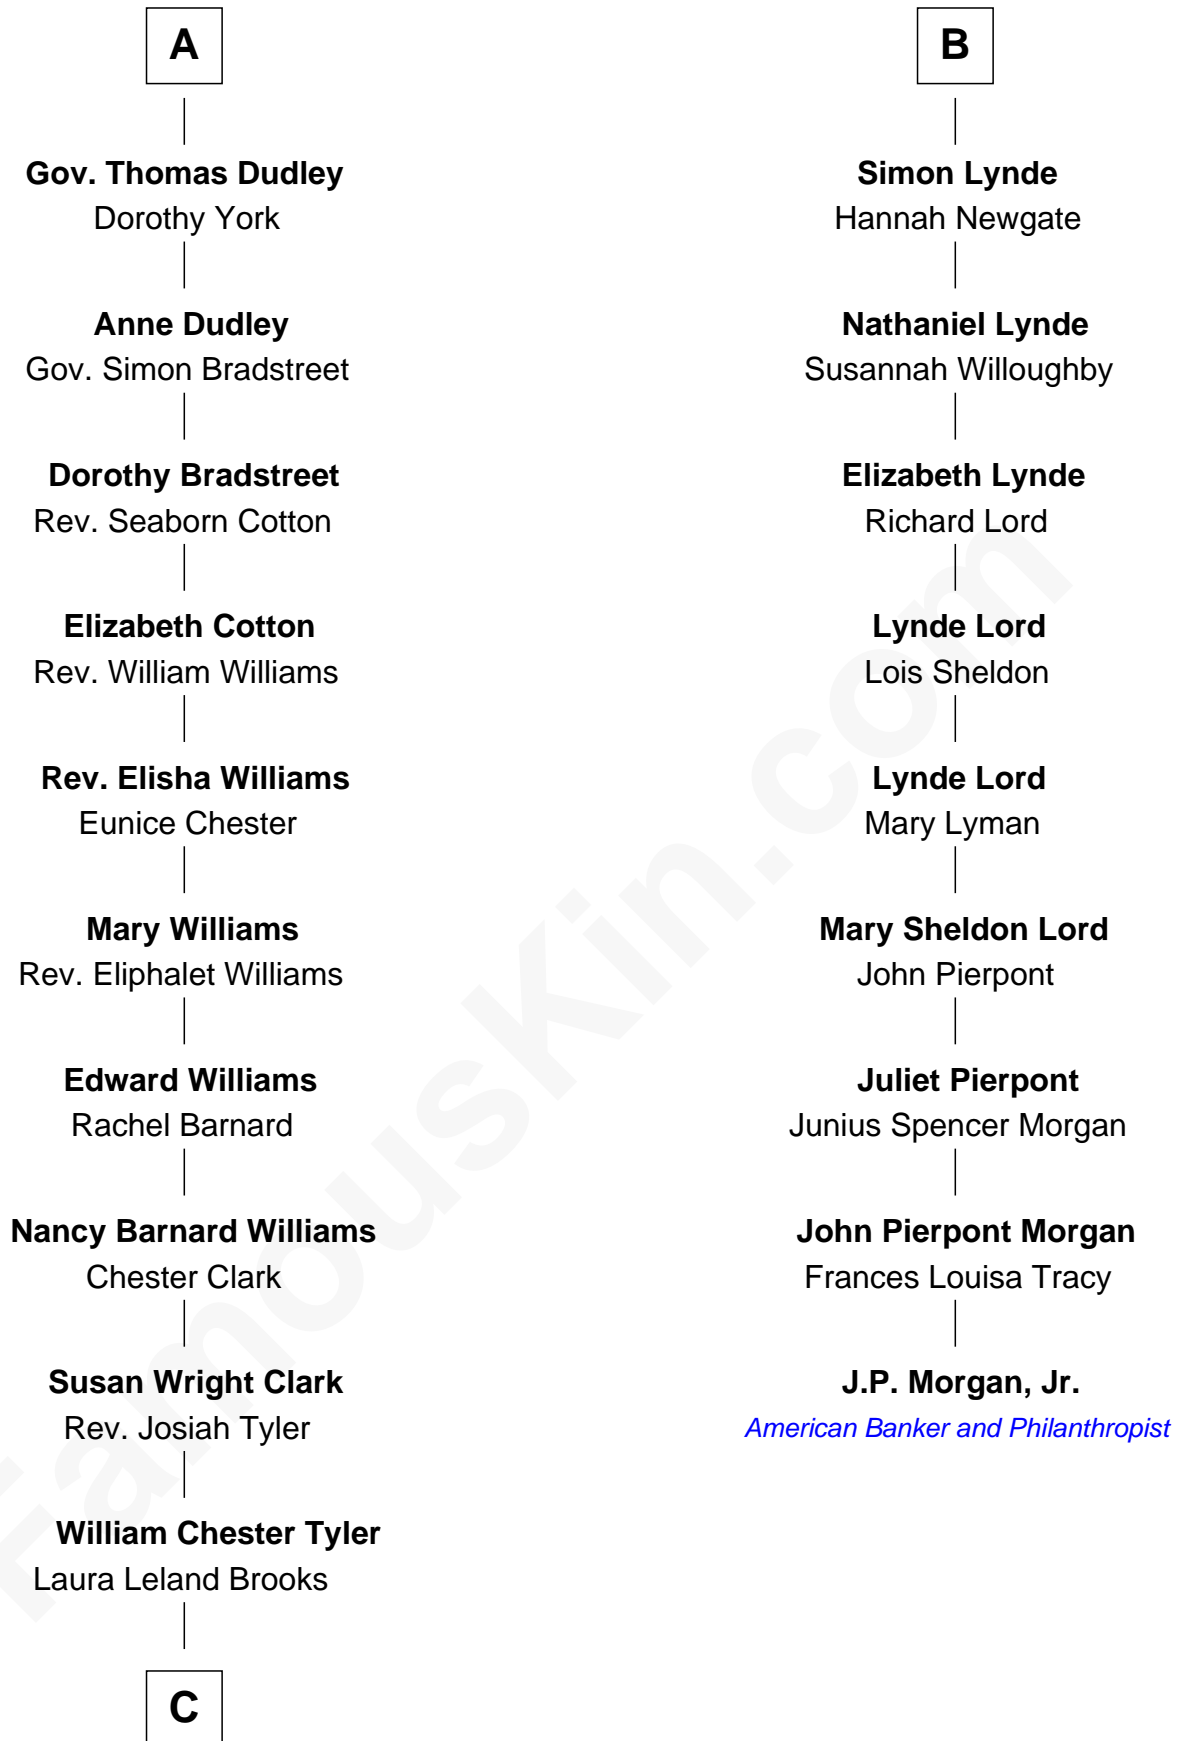 A
Gov. Thomas Dudley
Dorothy York
Anne Dudley
Gov. Simon Bradstreet
Dorothy Bradstreet
Rev. Seaborn Cotton
Elizabeth Cotton
Rev. William Williams
Rev. Elisha Williams
Eunice Chester
Mary Williams
Rev. Eliphalet Williams
Edward Williams
Rachel Barnard
Nancy Barnard Williams
Chester Clark
Susan Wright Clark
Rev. Josiah Tyler
William Chester Tyler
Laura Leland Brooks
C
B
Simon Lynde
Hannah Newgate
Nathaniel Lynde
Susannah Willoughby
Elizabeth Lynde
Richard Lord
Lynde Lord
Lois Sheldon
Lynde Lord
Mary Lyman
Mary Sheldon Lord
John Pierpont
Juliet Pierpont
Junius Spencer Morgan
John Pierpont Morgan
Frances Louisa Tracy
J.P. Morgan, Jr.
American Banker and Philanthropist
FamousKin.com